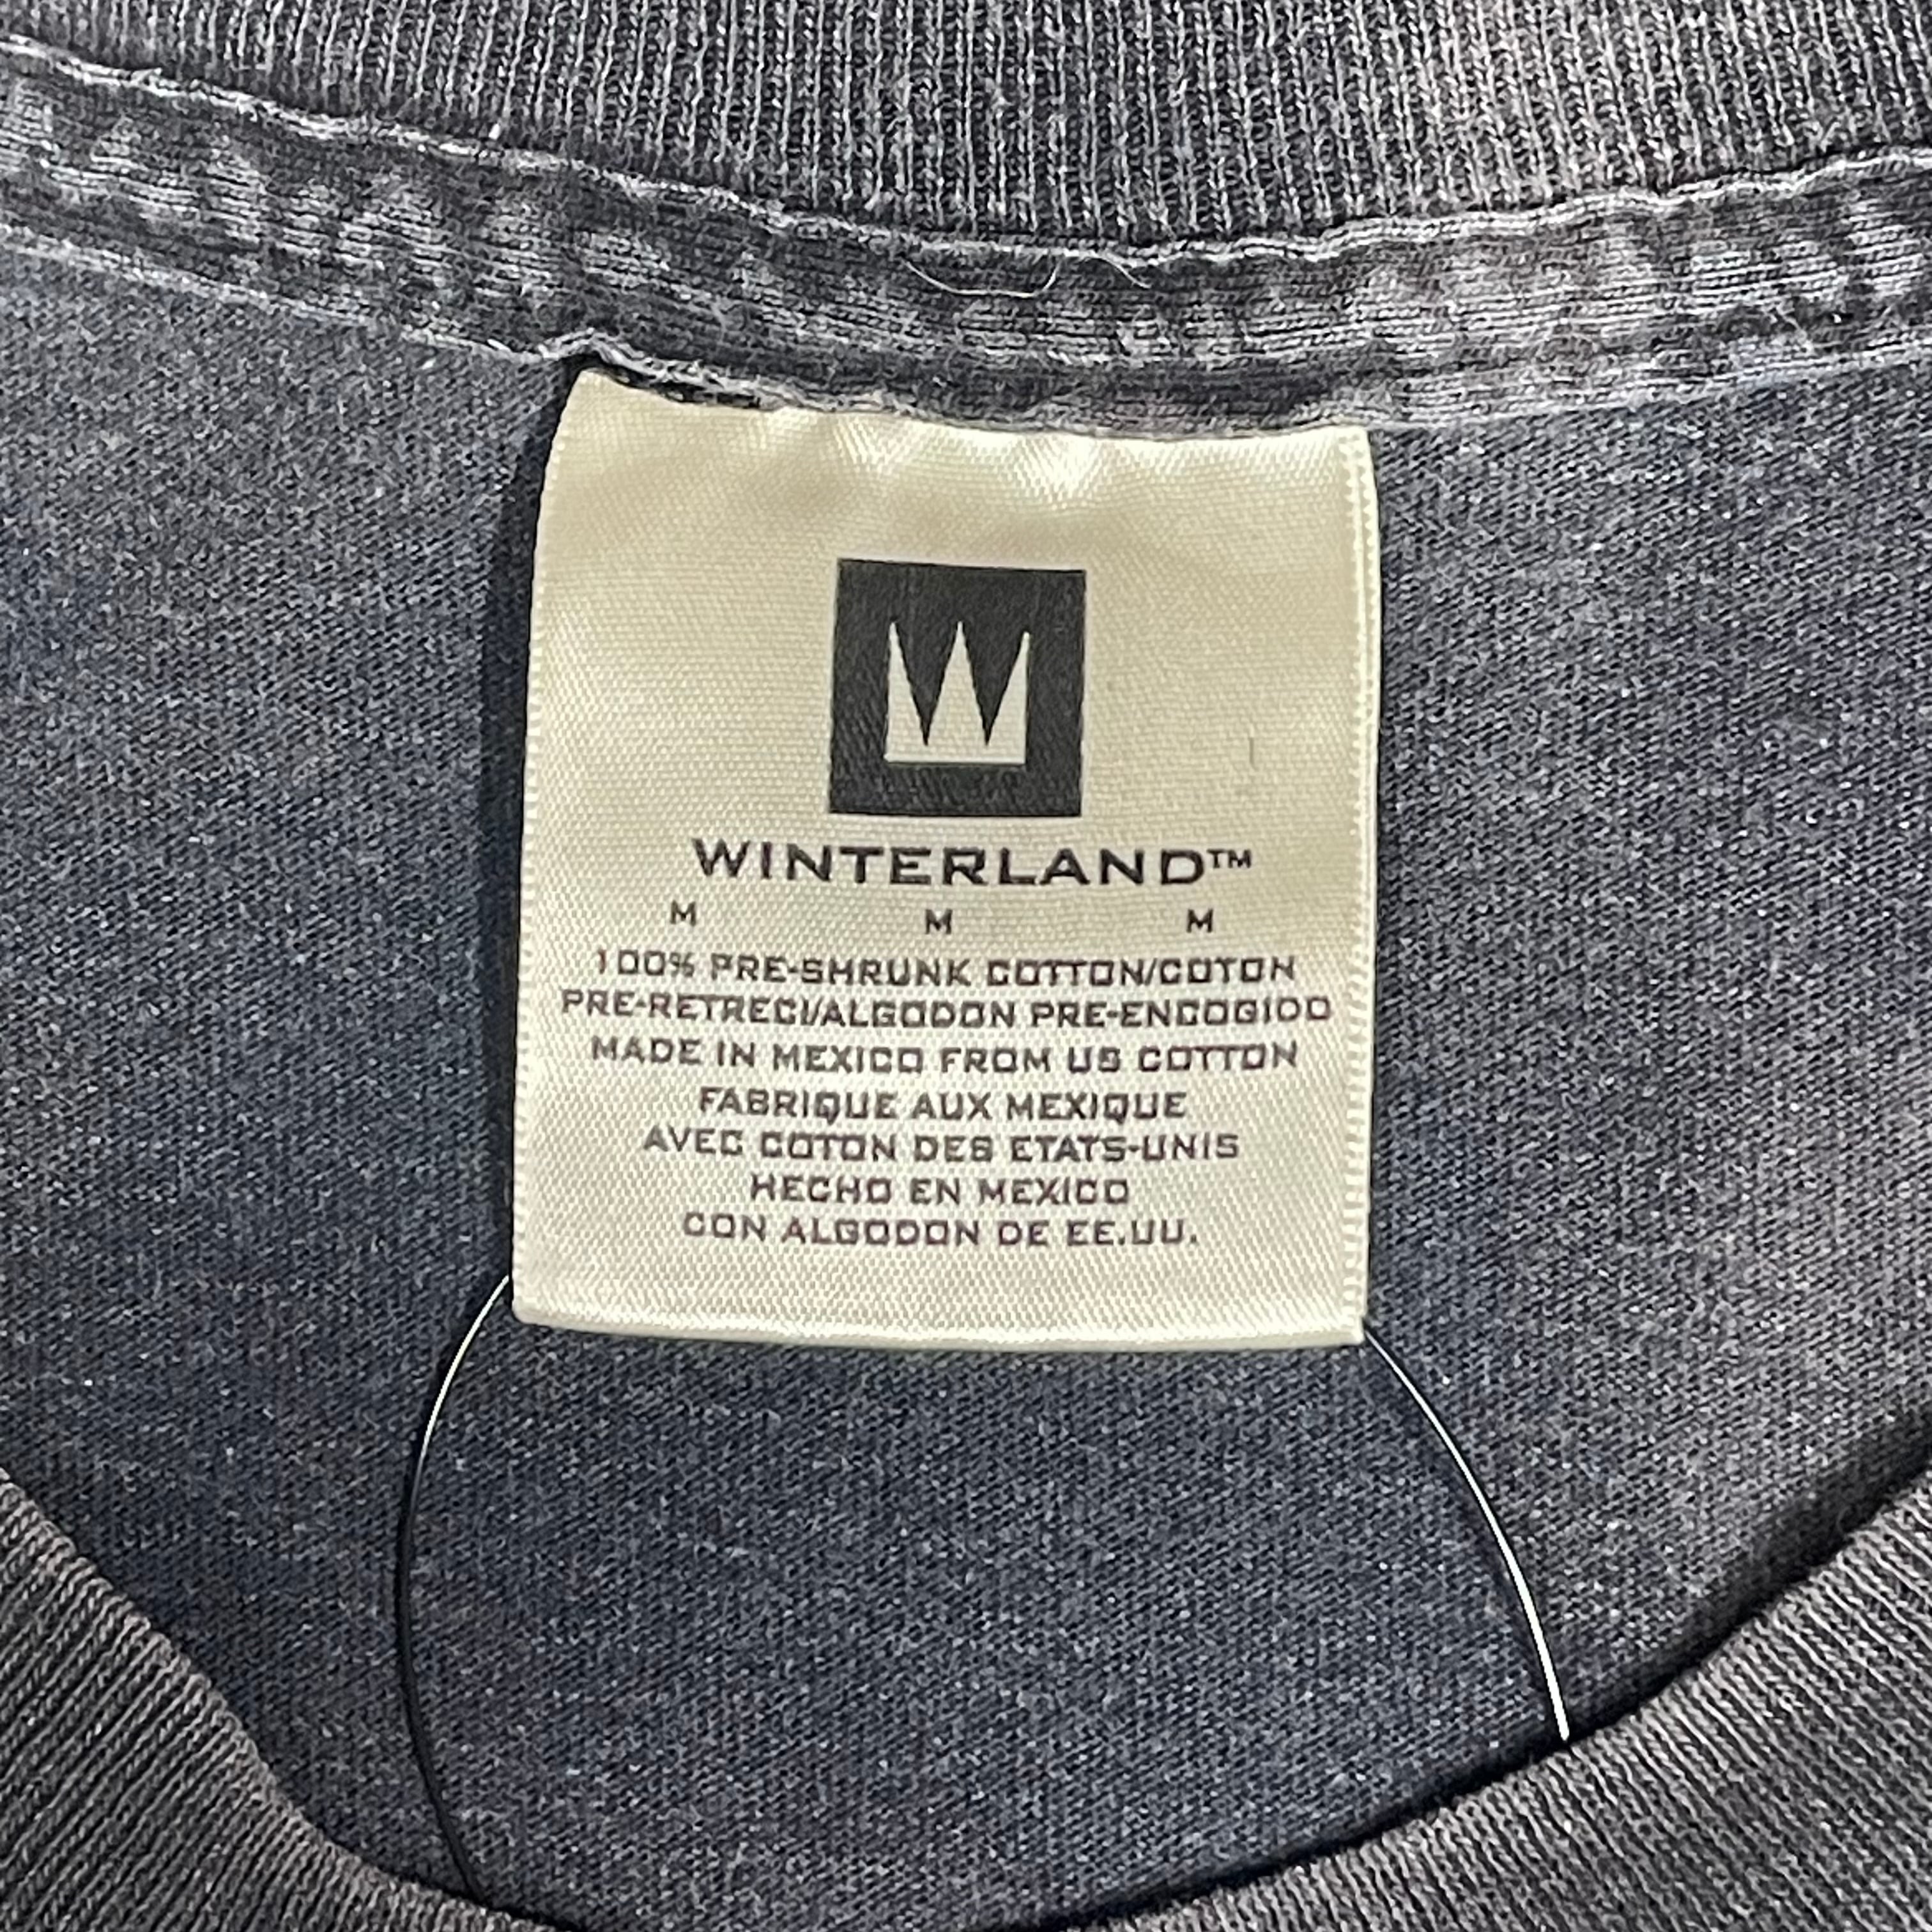 WINTERLAND™
M M M
100% PRE-SHRUNK COTTON/COTON
PRE-RETRECI/ALGODON PRE-ENCOGIDO
MADE IN MEXICO FROM US COTTON
FABRIQUE AUX MEXIQUE
AVEC COTON DES ETATS-UNIS
HECHO EN MEXICO
CON ALGODON DE EE.UU.